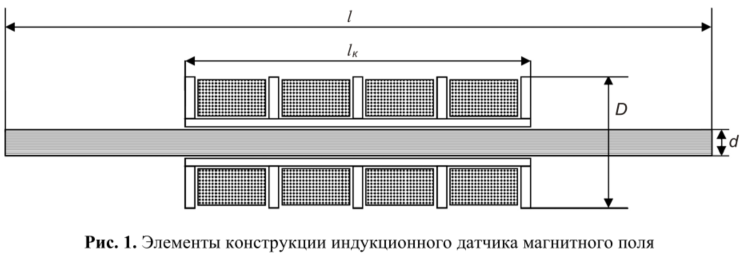 l
lк
D
d
Рис. 1. Элементы конструкции индукционного датчика магнитного поля